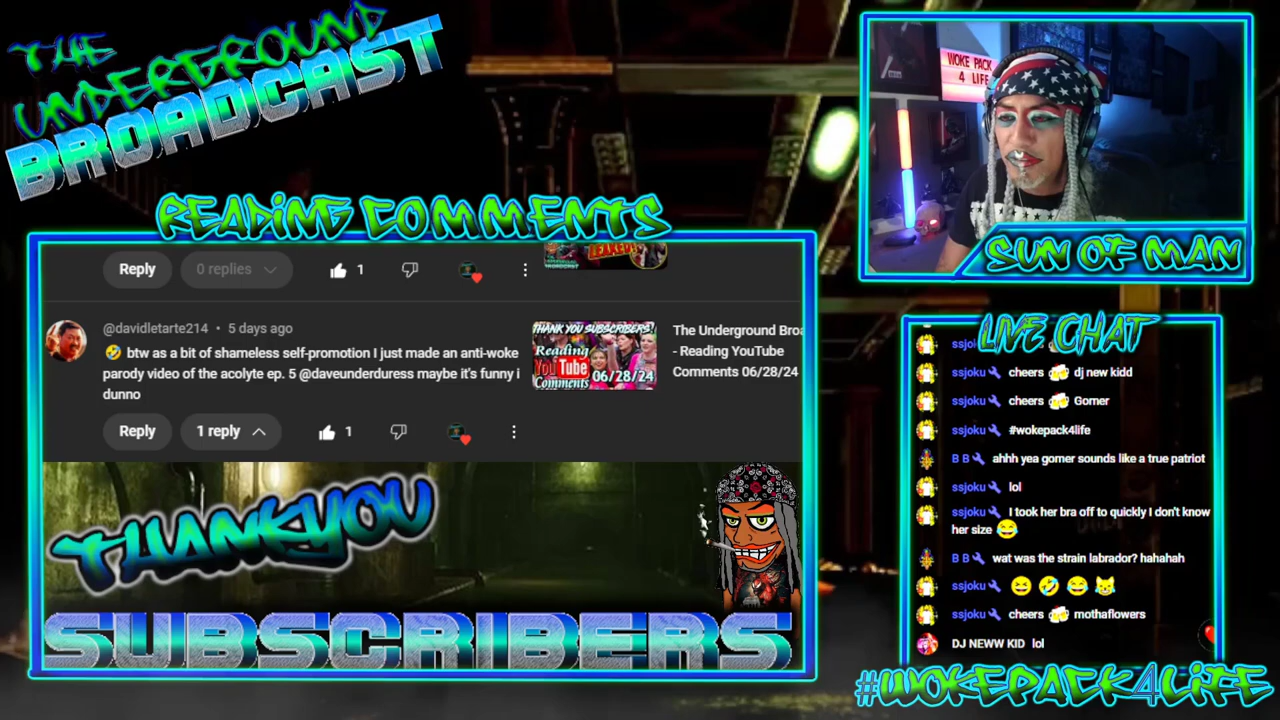 THE
UNDERGROUND
BROADCAST
WOKE PACK
4 LIFE
SUN OF MAN
READING COMMENTS
LEAKED!
Reply
0 replies
1
@davidletarte214 • 5 days ago
🤣 btw as a bit of shameless self-promotion I just made an anti-woke
parody video of the acolyte ep. 5 @daveunderduress maybe it's funny i
dunno
Reply
1 reply
1
THANK YOU SUBSCRIBERS!
Reading
YouTube
Comments 06/28/24
The Underground Broa
- Reading YouTube
Comments 06/28/24
THANKYOU
SUBSCRIBERS
LIVE CHAT
ssjoku
ssjoku cheers 🍻 dj new kidd
ssjoku cheers 🍻 Gomer
ssjoku #wokepack4life
B B ahhh yea gomer sounds like a true patriot
ssjoku lol
ssjoku I took her bra off to quickly I don't know
her size 😂
B B wat was the strain labrador? hahahah
ssjoku 😆 🤣 😂 😹
ssjoku cheers 🍻 mothaflowers
DJ NEWW KID lol
#WOKEPACK4LIFE